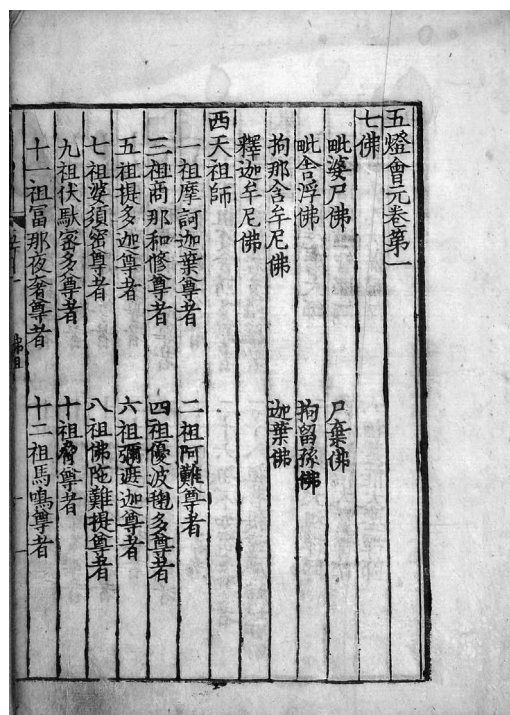 五燈會元卷第一
七佛
毗婆尸佛 尸棄佛
毗舍浮佛 拘留孫佛
拘那含牟尼佛 迦葉佛
釋迦牟尼佛
西天祖師
一祖摩訶迦葉尊者 二祖阿難尊者
三祖商那和修尊者 四祖優波毱多尊者
五祖提多迦尊者 六祖彌遮迦尊者
七祖婆須密尊者 八祖佛陁難提尊者
九祖伏馱密多尊者 十祖脅尊者
十一祖富那夜奢尊者 十二祖馬鳴尊者